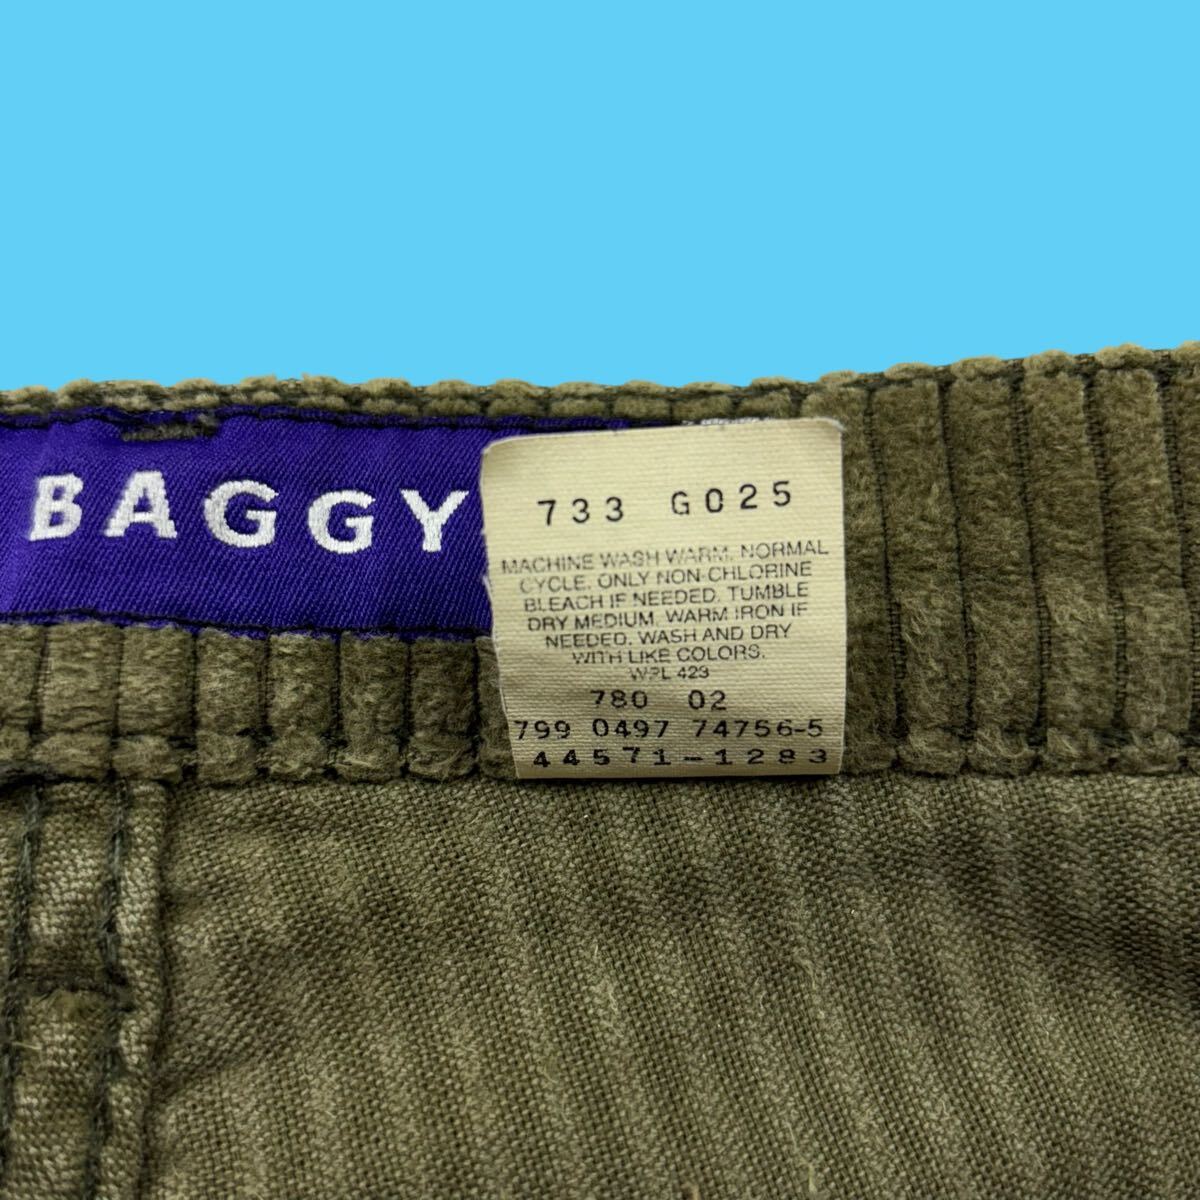 BAGGY
733 G025
MACHINE WASH WARM, NORMAL
CYCLE. ONLY NON-CHLORINE
BLEACH IF NEEDED. TUMBLE
DRY MEDIUM. WARM IRON IF
NEEDED. WASH AND DRY
WITH LIKE COLORS.
WPL 423
780 02
799 0497 74756-5
44571-1283